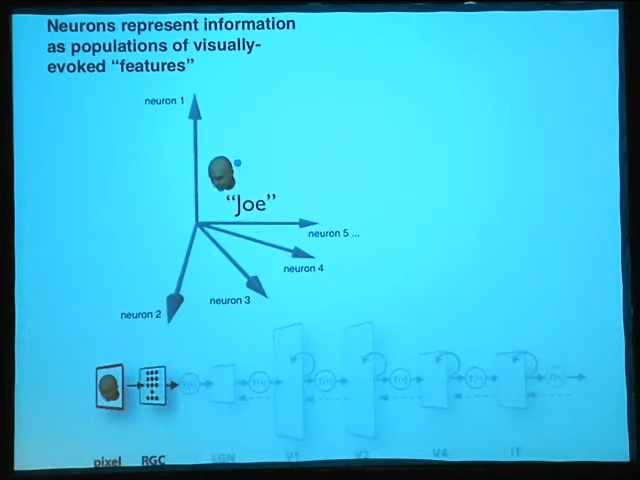 Neurons represent information
as populations of visually-
evoked “features”
neuron 1
“Joe”
neuron 5 ...
neuron 4
neuron 3
neuron 2
pixel RGC LGN V1 V2 V4 IT